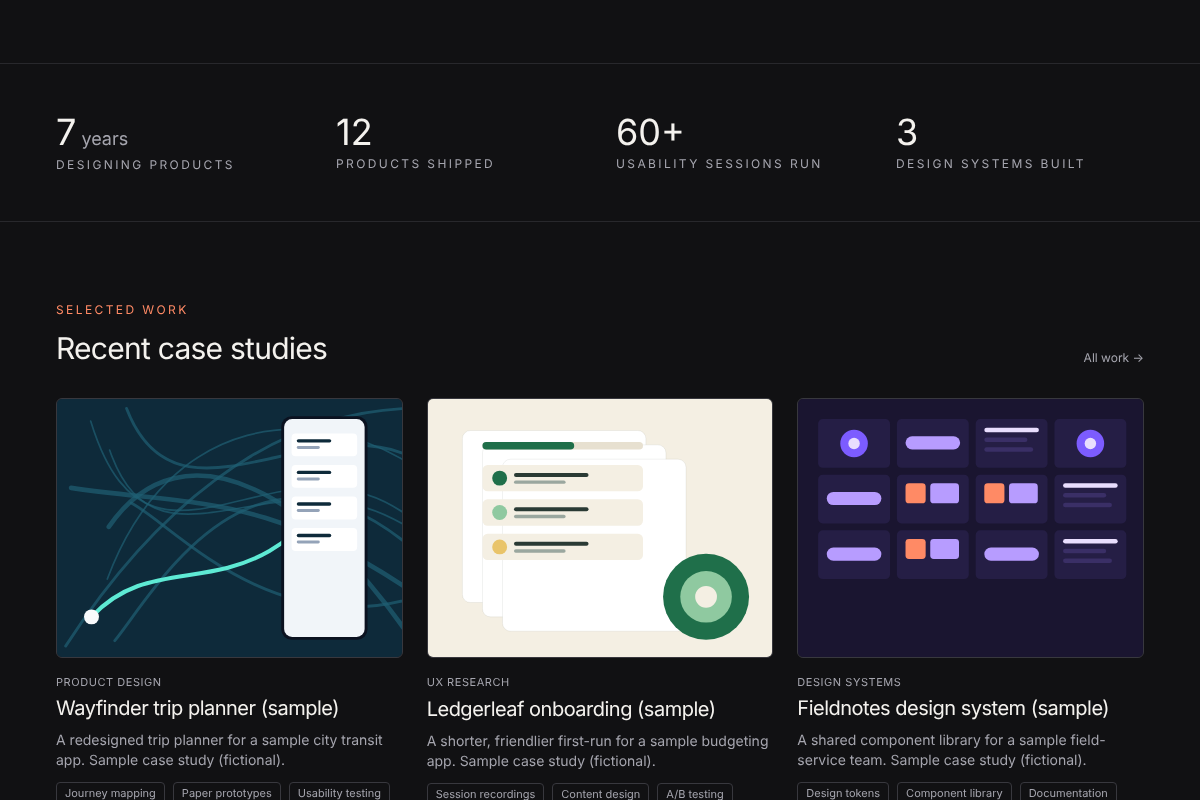 7 years
DESIGNING PRODUCTS
12
PRODUCTS SHIPPED
60+
USABILITY SESSIONS RUN
3
DESIGN SYSTEMS BUILT
SELECTED WORK
Recent case studies
All work →
PRODUCT DESIGN
Wayfinder trip planner (sample)
A redesigned trip planner for a sample city transit
app. Sample case study (fictional).
Journey mapping
Paper prototypes
Usability testing
UX RESEARCH
Ledgerleaf onboarding (sample)
A shorter, friendlier first-run for a sample budgeting
app. Sample case study (fictional).
Session recordings
Content design
A/B testing
DESIGN SYSTEMS
Fieldnotes design system (sample)
A shared component library for a sample field-
service team. Sample case study (fictional).
Design tokens
Component library
Documentation